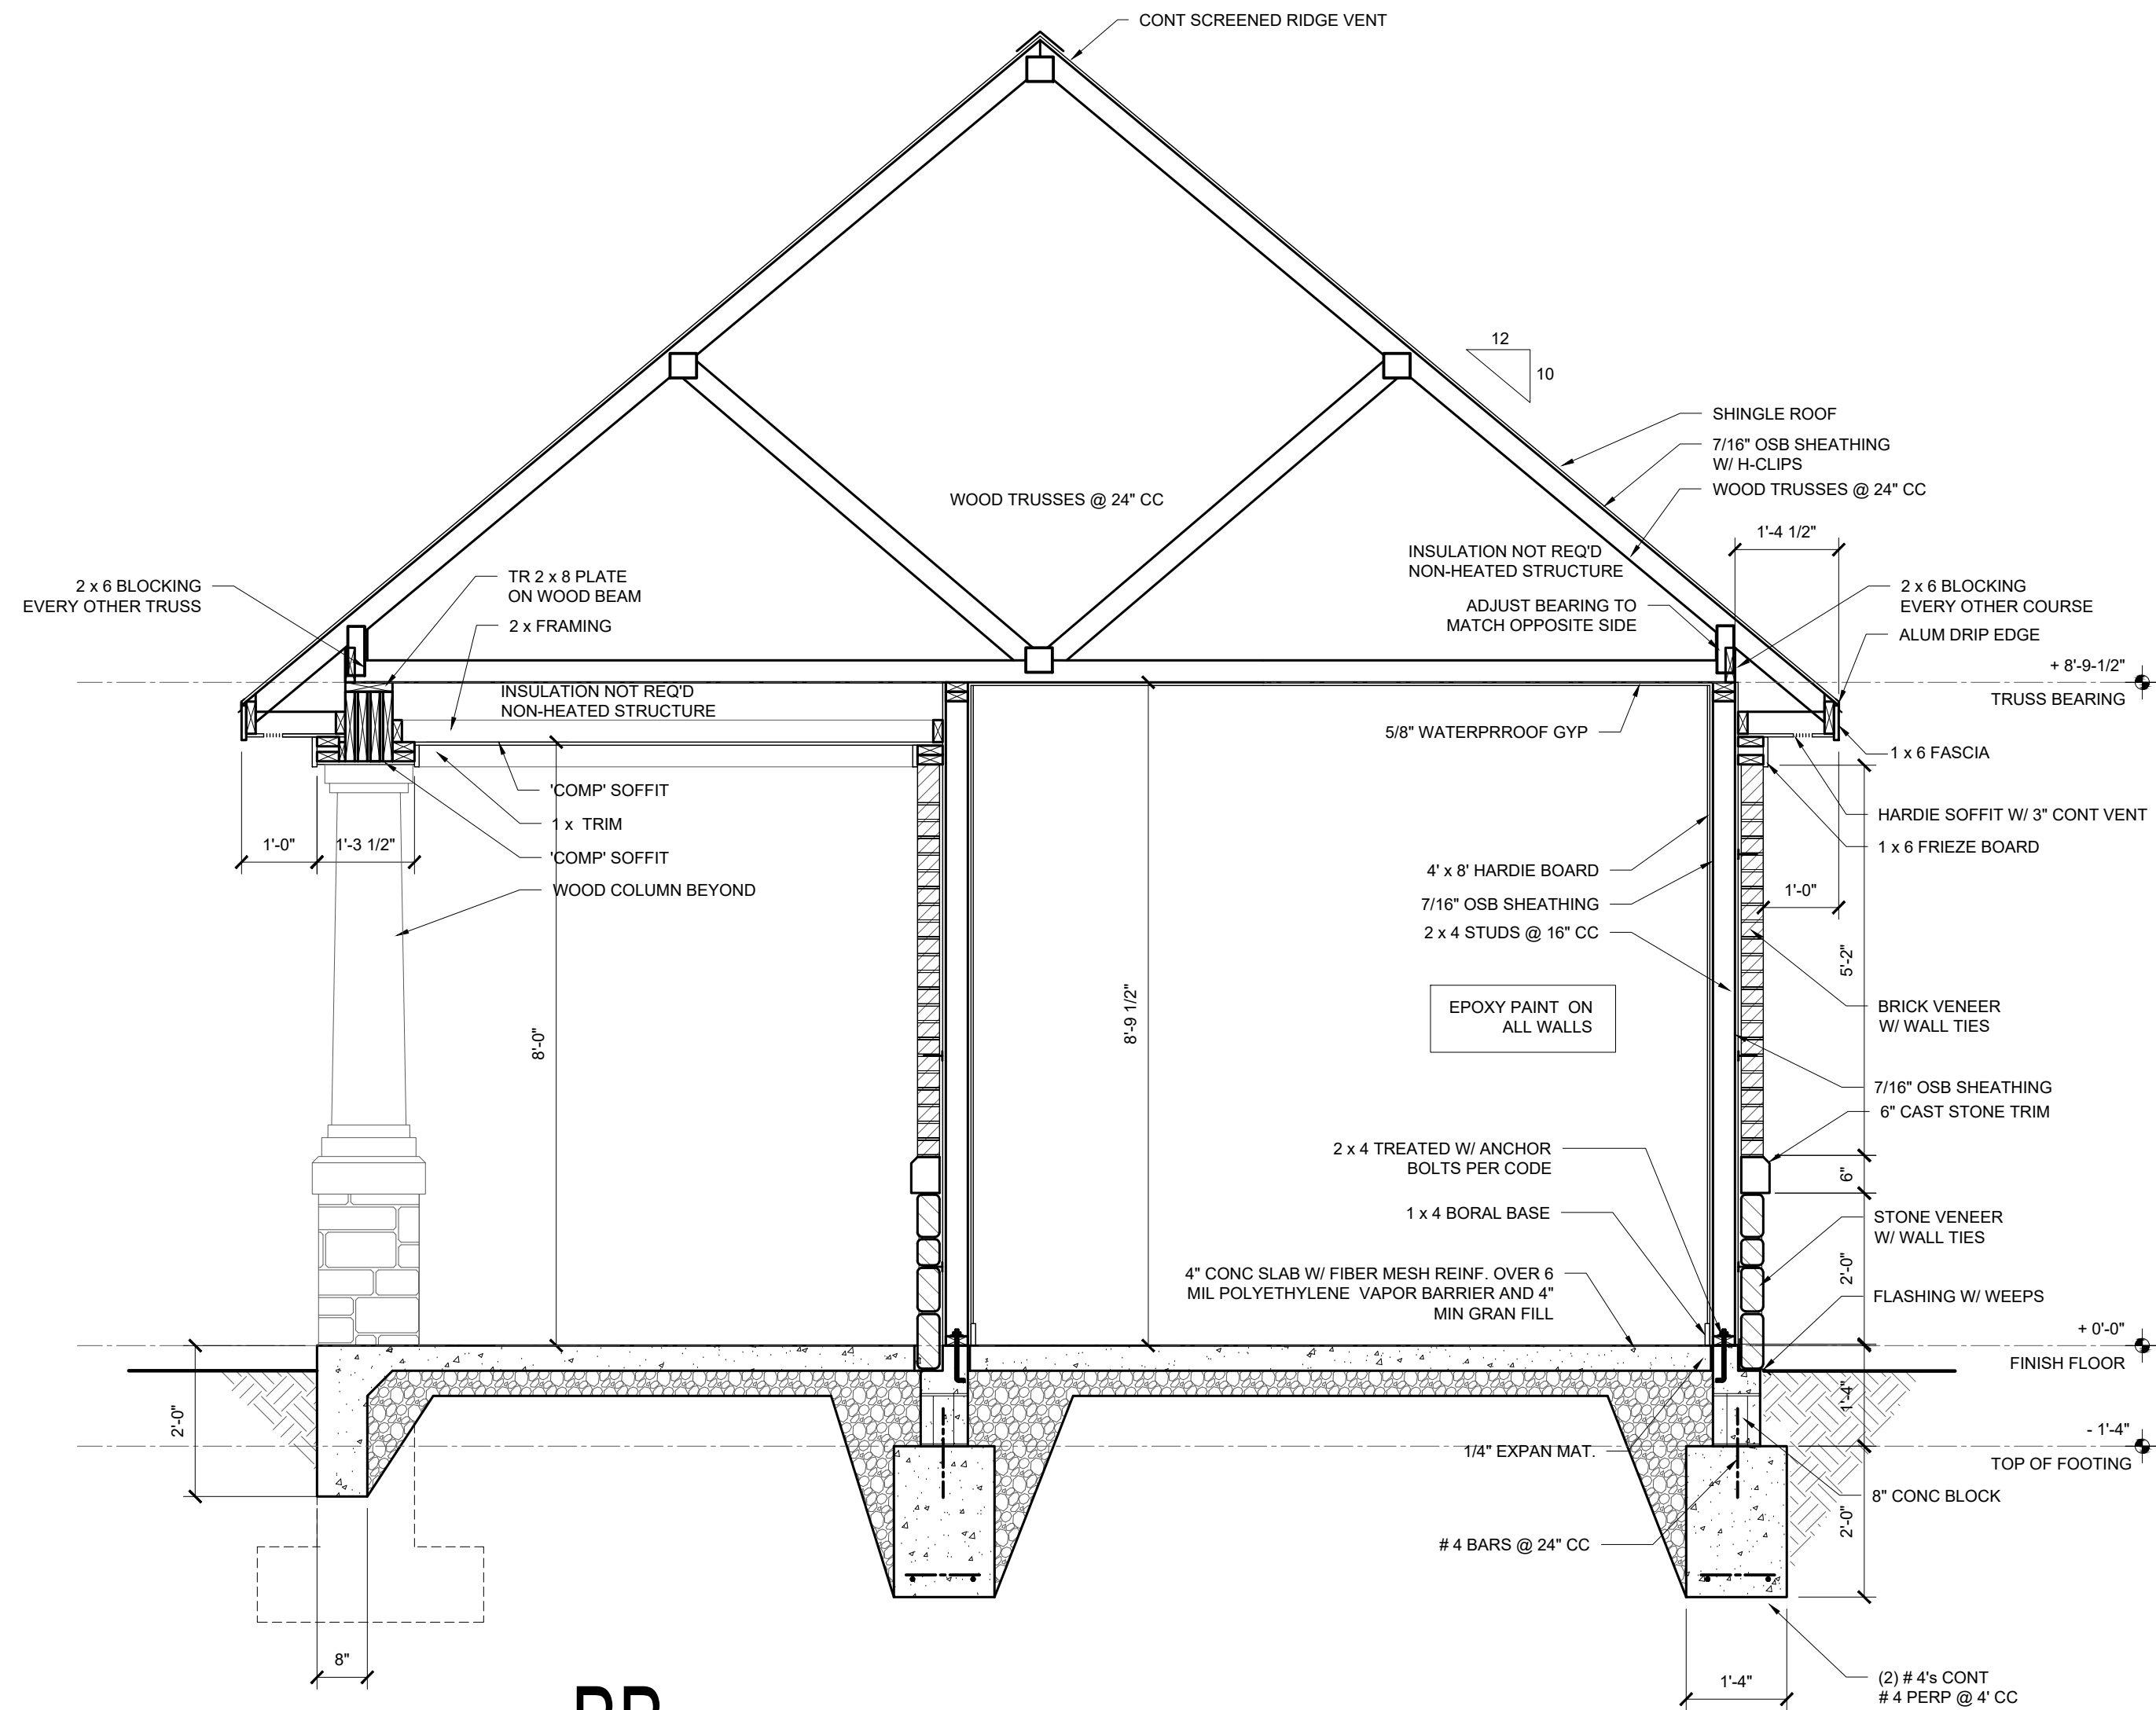 CONT SCREENED RIDGE VENT
12
10
SHINGLE ROOF
7/16" OSB SHEATHING
W/ H-CLIPS
WOOD TRUSSES @ 24" CC
WOOD TRUSSES @ 24" CC
1'-4 1/2"
INSULATION NOT REQ'D
NON-HEATED STRUCTURE
2 x 6 BLOCKING
EVERY OTHER TRUSS
TR 2 x 8 PLATE
ON WOOD BEAM
2 x FRAMING
ADJUST BEARING TO
MATCH OPPOSITE SIDE
2 x 6 BLOCKING
EVERY OTHER COURSE
ALUM DRIP EDGE
+ 8'-9-1/2"
TRUSS BEARING
INSULATION NOT REQ'D
NON-HEATED STRUCTURE
5/8" WATERPRROOF GYP
1 x 6 FASCIA
'COMP' SOFFIT
1 x  TRIM
'COMP' SOFFIT
WOOD COLUMN BEYOND
1'-0"
1'-3 1/2"
HARDIE SOFFIT W/ 3" CONT VENT
1 x 6 FRIEZE BOARD
4' x 8' HARDIE BOARD
7/16" OSB SHEATHING
2 x 4 STUDS @ 16" CC
1'-0"
5'-2"
EPOXY PAINT  ON
ALL WALLS
BRICK VENEER
W/ WALL TIES
8'-0"
8'-9 1/2"
7/16" OSB SHEATHING
6" CAST STONE TRIM
2 x 4 TREATED W/ ANCHOR
BOLTS PER CODE
6"
1 x 4 BORAL BASE
STONE VENEER
W/ WALL TIES
4" CONC SLAB W/ FIBER MESH REINF. OVER 6
MIL POLYETHYLENE  VAPOR BARRIER AND 4"
MIN GRAN FILL
2'-0"
FLASHING W/ WEEPS
+ 0'-0"
FINISH FLOOR
2'-0"
1'-4"
- 1'-4"
TOP OF FOOTING
1/4" EXPAN MAT.
8" CONC BLOCK
2'-0"
# 4 BARS @ 24" CC
8"
1'-4"
(2) # 4's CONT
# 4 PERP @ 4' CC